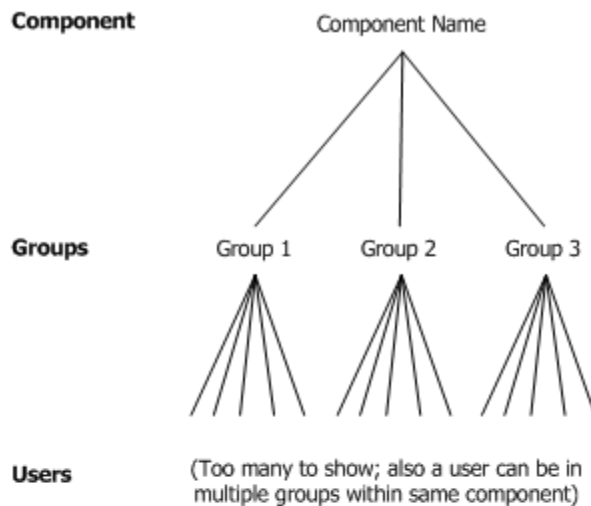 Component
Component Name
Groups
Group 1
Group 2
Group 3
Users
(Too many to show; also a user can be in
multiple groups within same component)